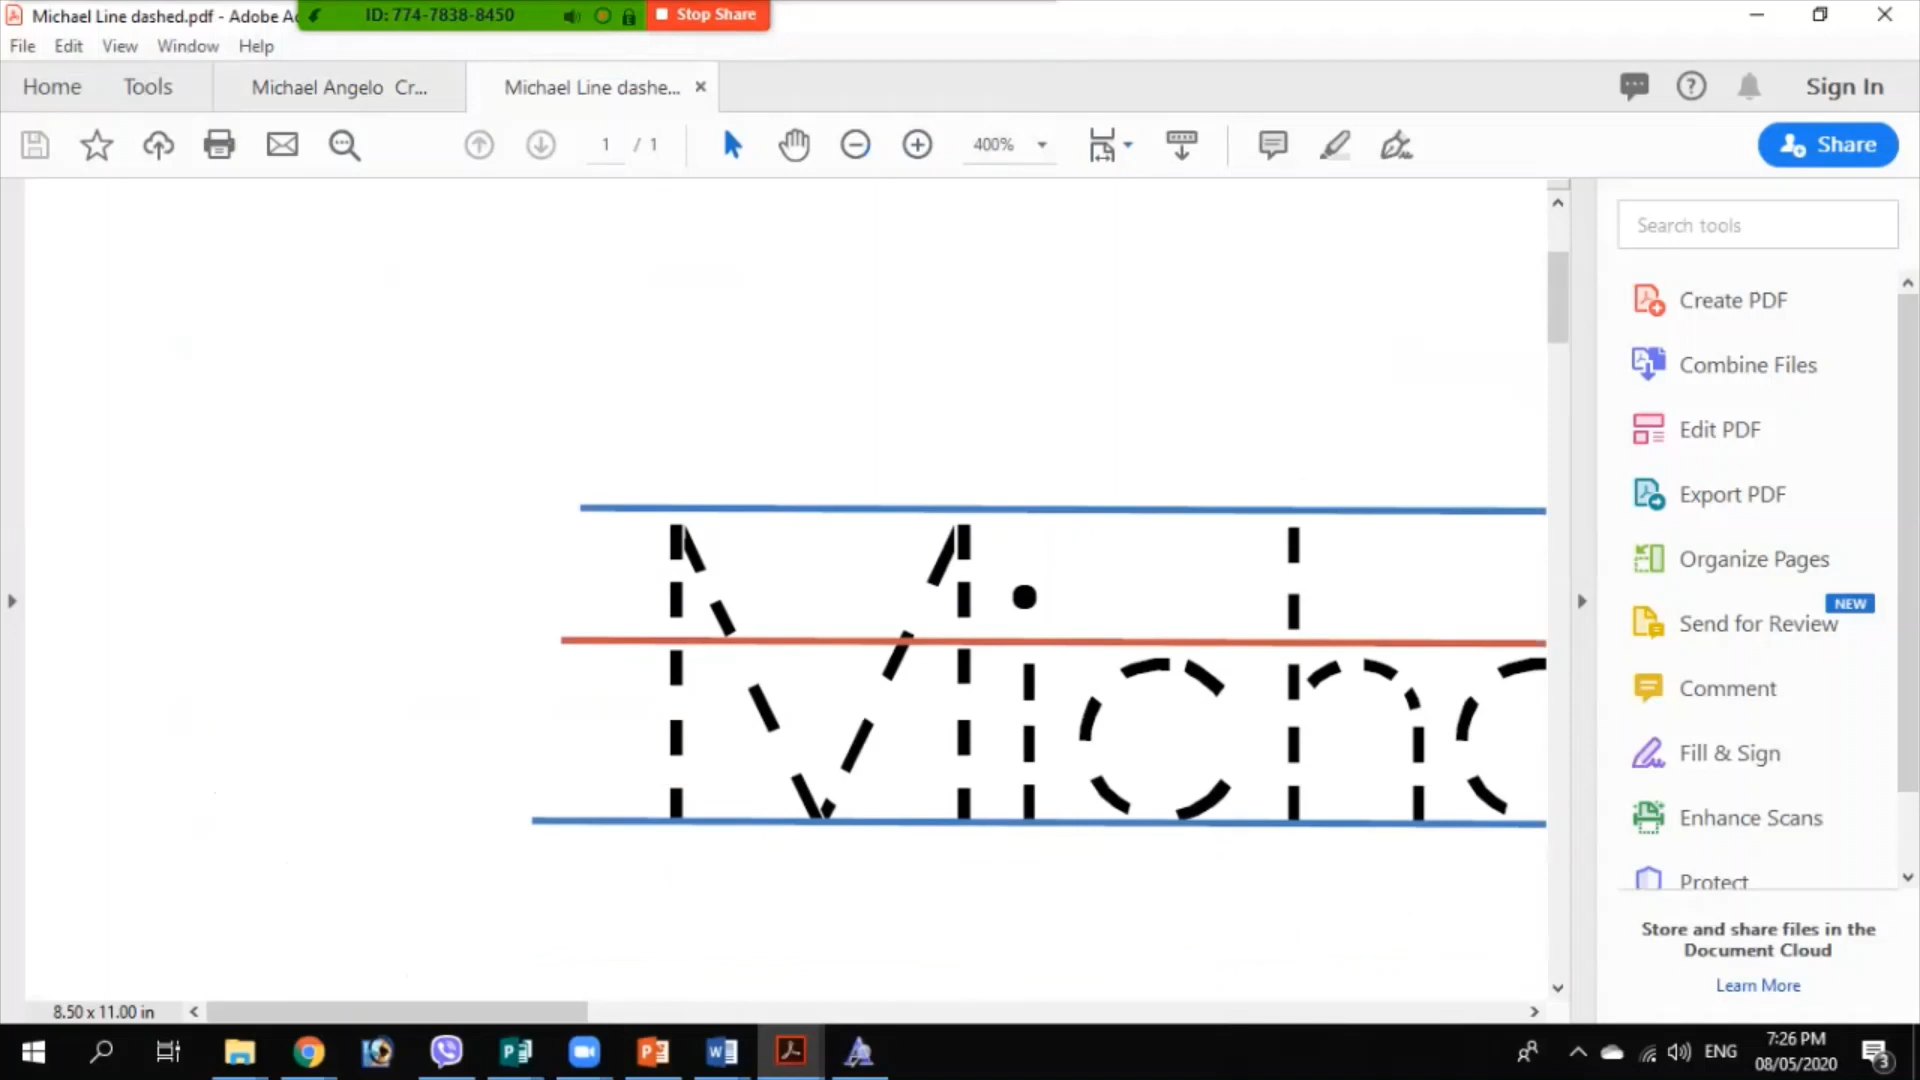 Michael Line dashed.pdf - Adobe Ac
ID: 774-7838-8450
Stop Share
File Edit View Window Help
Home Tools Michael Angelo Cr... Michael Line dashe... × Sign In
1 / 1 400% Share
Search tools
Create PDF
Combine Files
Edit PDF
Export PDF
Organize Pages
NEW
Send for Review
Comment
Fill & Sign
Enhance Scans
Protect
Store and share files in the
Document Cloud
Learn More
Mich
8.50 x 11.00 in
ENG
7:26 PM
08/05/2020
3